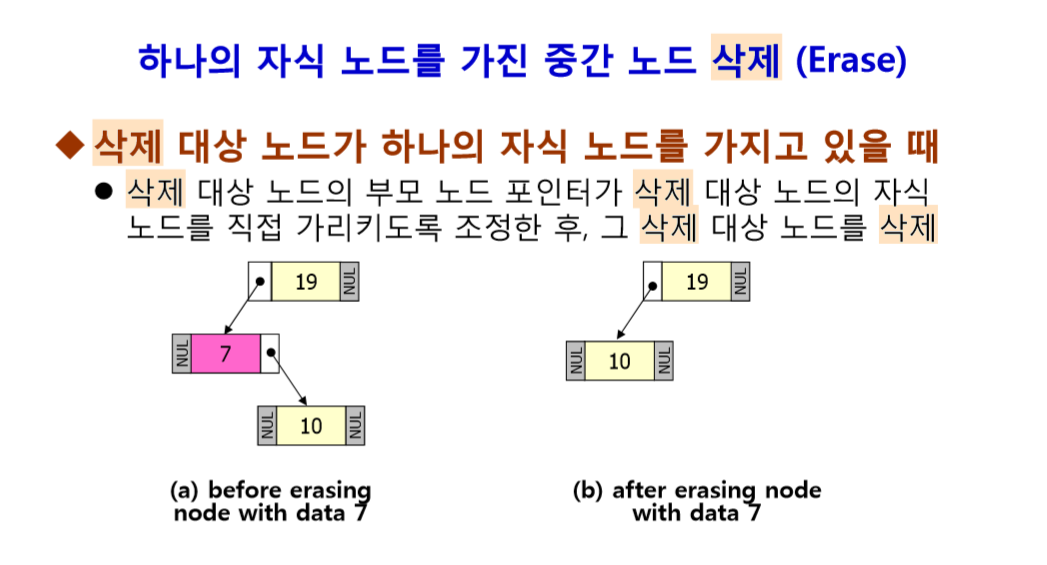 하나의 자식 노드를 가진 중간 노드 삭제 (Erase)
삭제 대상 노드가 하나의 자식 노드를 가지고 있을 때
삭제 대상 노드의 부모 노드 포인터가 삭제 대상 노드의 자식
노드를 직접 가리키도록 조정한 후, 그 삭제 대상 노드를 삭제
19 NUL
NUL 7
NUL 10 NUL
(a) before erasing
node with data 7
19 NUL
NUL 10 NUL
(b) after erasing node
with data 7